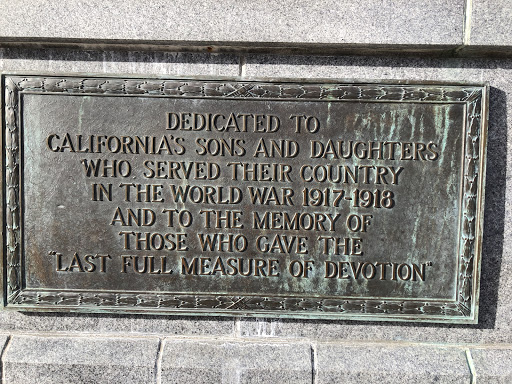 DEDICATED TO
CALIFORNIA'S SONS AND DAUGHTERS
WHO SERVED THEIR COUNTRY
IN THE WORLD WAR 1917-1918
AND TO THE MEMORY OF
THOSE WHO GAVE THE
"LAST FULL MEASURE OF DEVOTION"